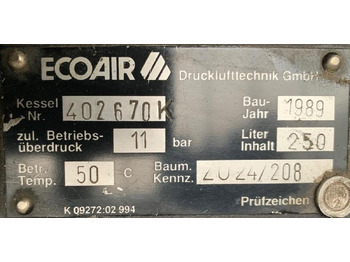 ECOAIR Drucklufttechnik GmbH
Kessel Nr. 402670K Bau-Jahr 1989
zul. Betriebs-überdruck 11 bar Liter Inhalt 250
Betr. Temp. 50 C Baum. Kennz. 2024/208
K 09272:02 994 Prüfzeichen